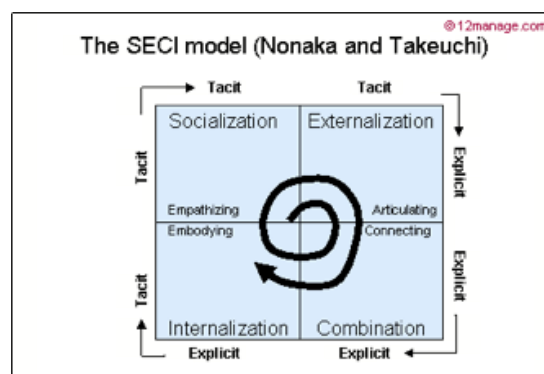 © 12manage.com
The SECI model (Nonaka and Takeuchi)
Tacit
Tacit
Socialization
Externalization
Tacit
Explicit
Empathizing
Articulating
Embodying
Connecting
Tacit
Explicit
Internalization
Combination
Explicit
Explicit